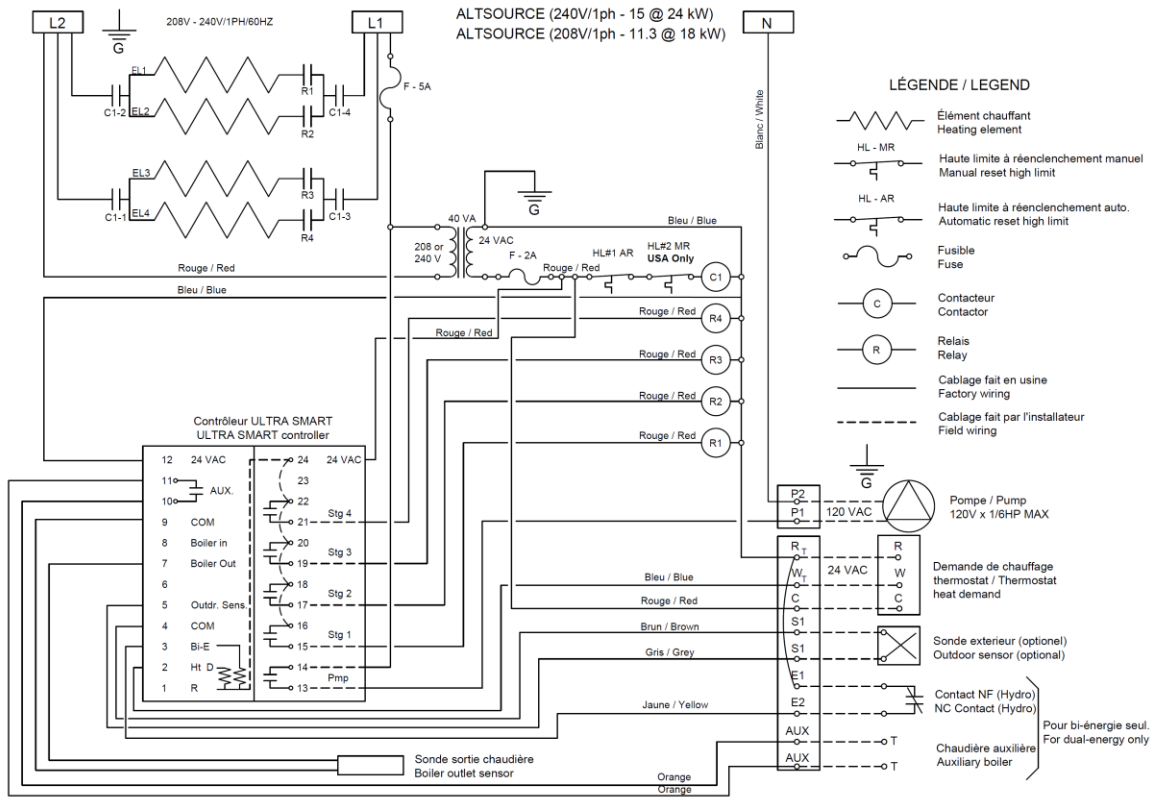 L2
208V - 240V/1PH/60HZ
L1
G
ALTSOURCE (240V/1ph - 15 @ 24 kW)
ALTSOURCE (208V/1ph - 11.3 @ 18 kW)
N
EL1
R1
C1-2
EL2
C1-4
R2
F - 5A
EL3
R3
C1-1
EL4
C1-3
R4
Blanc / White
LÉGENDE / LEGEND
Élément chauffant
Heating element
HL - MR
Haute limite à réenclenchement manuel
Manual reset high limit
HL - AR
Haute limite à réenclenchement auto.
Automatic reset high limit
Fusible
Fuse
C
Contacteur
Contactor
R
Relais
Relay
Cablage fait en usine
Factory wiring
Cablage fait par l'installateur
Field wiring
G
40 VA
Bleu / Blue
208 or
240 V
24 VAC
F - 2A
Rouge / Red
HL#1 AR
HL#2 MR
USA Only
C1
Rouge / Red
Bleu / Blue
Rouge / Red
R4
Rouge / Red
Rouge / Red
R3
Rouge / Red
R2
Rouge / Red
R1
Contrôleur ULTRA SMART
ULTRA SMART controller
12 24 VAC
24 24 VAC
11
AUX.
23
10
22
9 COM
21
Stg 4
8 Boiler in
20
7 Boiler Out
19
Stg 3
6
18
5 Outdr. Sens.
17
Stg 2
4 COM
16
3 Bi-E
15
Stg 1
2 Ht D
14
1 R
13
Pmp
G
P2
P1
120 VAC
Pompe / Pump
120V x 1/6HP MAX
RT
R
WT
24 VAC
W
C
C
Demande de chauffage
thermostat / Thermostat
heat demand
Bleu / Blue
Rouge / Red
Brun / Brown
S1
Gris / Grey
S1
Sonde exterieur (optionel)
Outdoor sensor (optional)
E1
Jaune / Yellow
E2
Contact NF (Hydro)
NC Contact (Hydro)
AUX
T
AUX
T
Chaudière auxilière
Auxiliary boiler
Pour bi-énergie seul.
For dual-energy only
Sonde sortie chaudière
Boiler outlet sensor
Orange
Orange